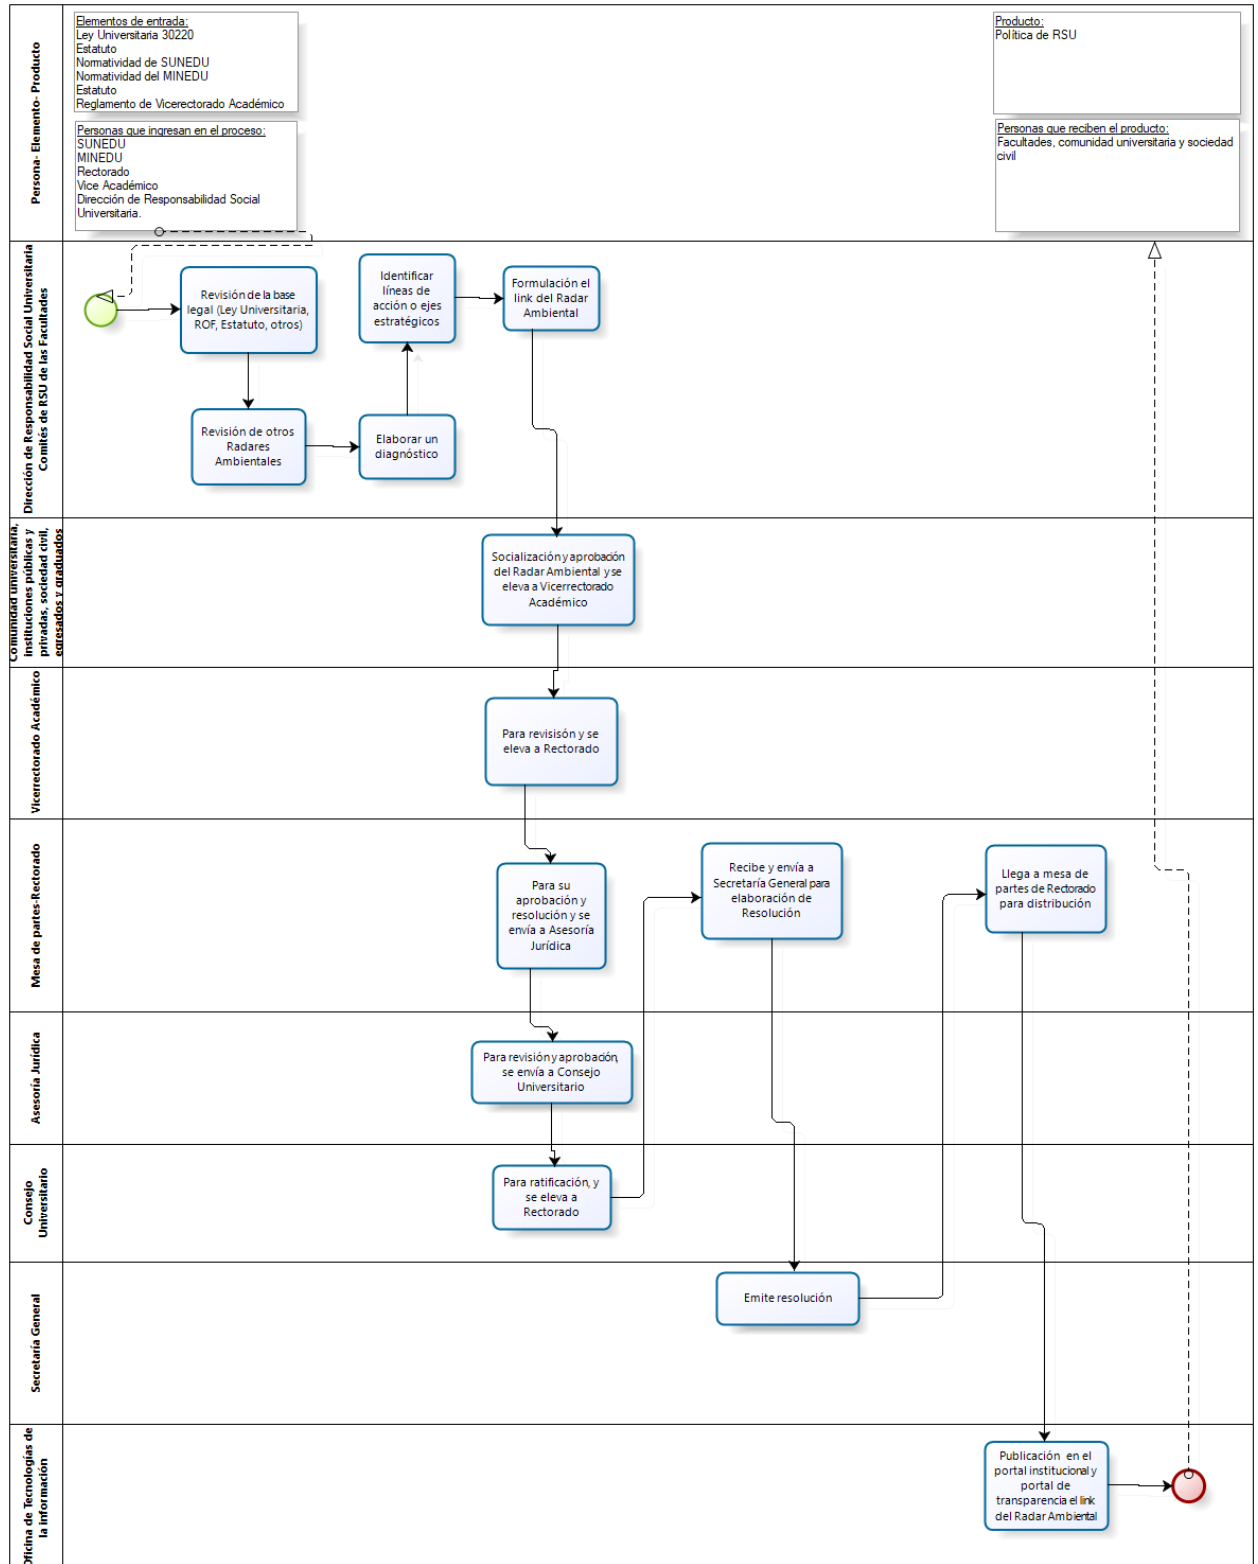 Persona- Elemento- Producto
Elementos de entrada:
Ley Universitaria 30220
Estatuto
Normatividad de SUNEDU
Normatividad del MINEDU
Estatuto
Reglamento de Vicerectorado Académico
Personas que ingresan en el proceso:
SUNEDU
MINEDU
Rectorado
Vice Académico
Dirección de Responsabilidad Social
Universitaria.
Producto:
Política de RSU
Personas que reciben el producto:
Facultades, comunidad universitaria y sociedad
civil
Dirección de Responsabilidad Social Universitaria
Comités de RSU de las Facultades
Revisión de la base
legal (Ley Universitaria,
ROF, Estatuto, otros)
Revisión de otros
Radares
Ambientales
Elaborar un
diagnóstico
Identificar
líneas de
acción o ejes
estratégicos
Formulación el
link del Radar
Ambiental
Comunidad universitaria,
instituciones públicas y
privadas, sociedad civil,
egresados y graduados
Socialización y aprobación
del Radar Ambiental y se
eleva a Vicerrectorado
Académico
Vicerrectorado Académico
Para revisisón y se
eleva a Rectorado
Mesa de partes-Rectorado
Para su
aprobación y
resolución y se
envía a Asesoría
Jurídica
Recibe y envía a
Secretaría General para
elaboración de
Resolución
Llega a mesa de
partes de Rectorado
para distribución
Asesoría Jurídica
Para revisión y aprobación,
se envía a Consejo
Universitario
Consejo
Universitario
Para ratificación, y
se eleva a
Rectorado
Secretaría General
Emite resolución
Oficina de Tecnologías de
la información
Publicación en el
portal institucional y
portal de
transparencia el link
del Radar Ambiental